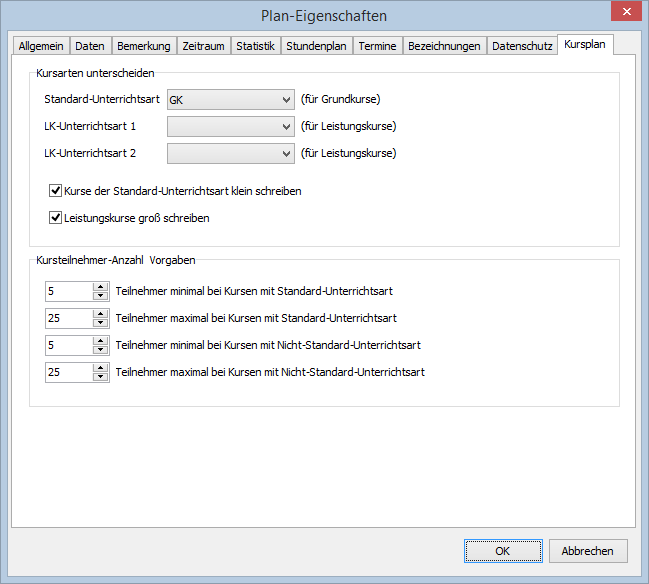 Plan-Eigenschaften
Allgemein Daten Bemerkung Zeitraum Statistik Stundenplan Termine Bezeichnungen Datenschutz Kursplan
Kursarten unterscheiden
Standard-Unterrichtsart GK (für Grundkurse)
LK-Unterrichtsart 1 (für Leistungskurse)
LK-Unterrichtsart 2 (für Leistungskurse)
Kurse der Standard-Unterrichtsart klein schreiben
Leistungskurse groß schreiben
Kursteilnehmer-Anzahl Vorgaben
5 Teilnehmer minimal bei Kursen mit Standard-Unterrichtsart
25 Teilnehmer maximal bei Kursen mit Standard-Unterrichtsart
5 Teilnehmer minimal bei Kursen mit Nicht-Standard-Unterrichtsart
25 Teilnehmer maximal bei Kursen mit Nicht-Standard-Unterrichtsart
OK Abbrechen